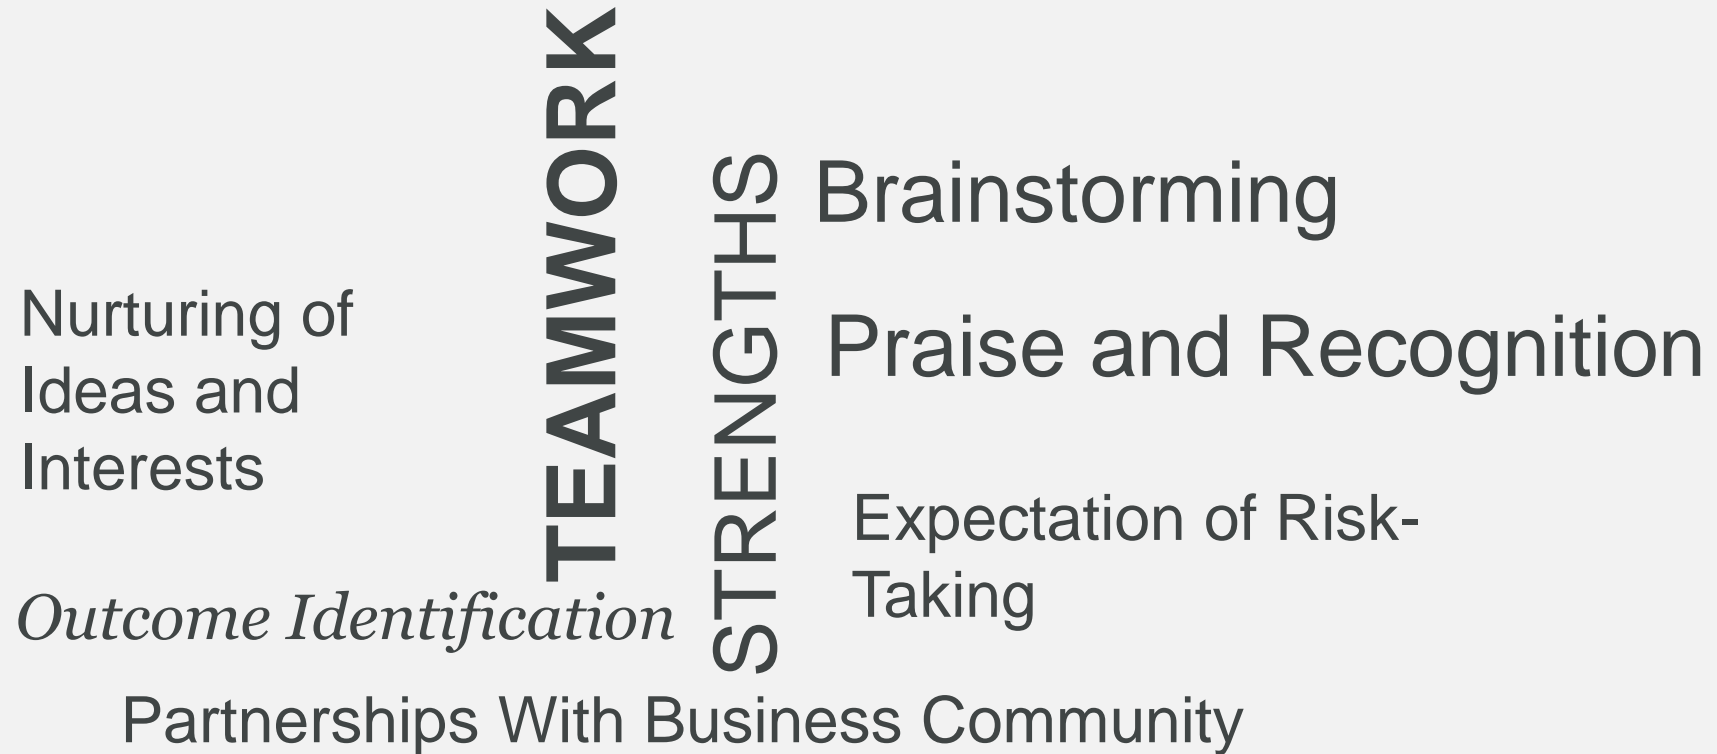 TEAMWORK
STRENGTHS
Brainstorming
Nurturing of
Ideas and
Interests
Praise and Recognition
Expectation of Risk-
Taking
Outcome Identification
Partnerships With Business Community